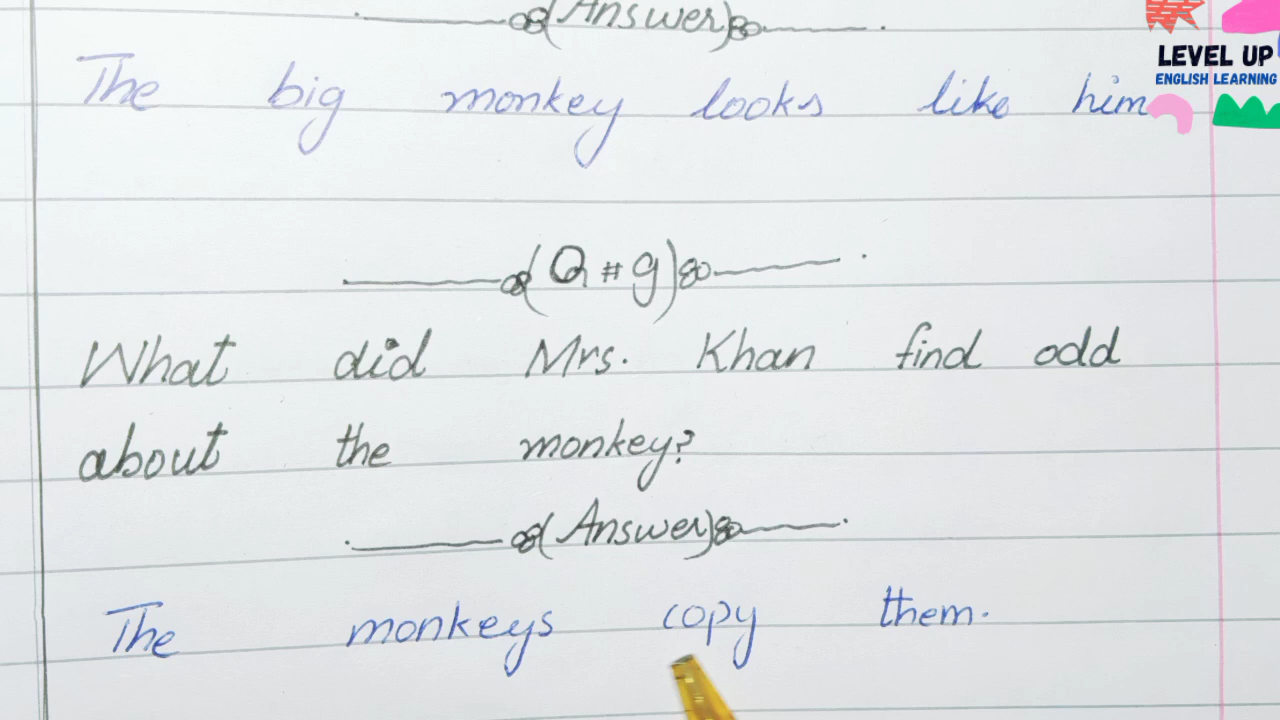 (Answer)
The big monkey looks like him
LEVEL UP
ENGLISH LEARNING
(Q # 9)
What did Mrs. Khan find odd
about the monkey?
(Answer)
The monkeys copy them.